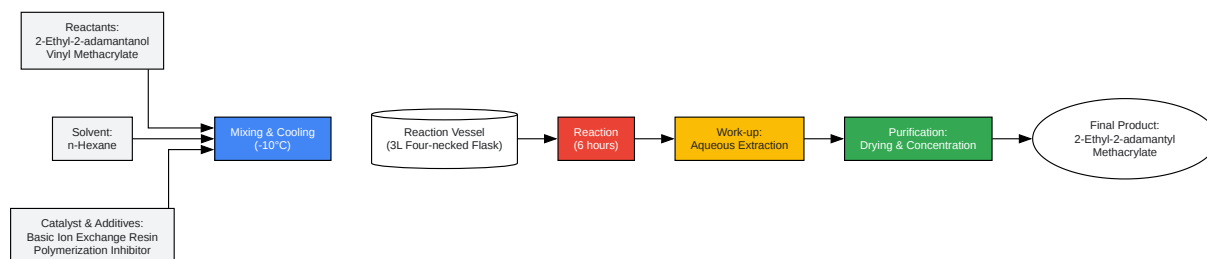 Reactants:
2-Ethyl-2-adamantanol
Vinyl Methacrylate
Solvent:
n-Hexane
Catalyst & Additives:
Basic Ion Exchange Resin
Polymerization Inhibitor
Mixing & Cooling
(-10°C)
Reaction Vessel
(3L Four-necked Flask)
Reaction
(6 hours)
Work-up:
Aqueous Extraction
Purification:
Drying & Concentration
Final Product:
2-Ethyl-2-adamantyl
Methacrylate